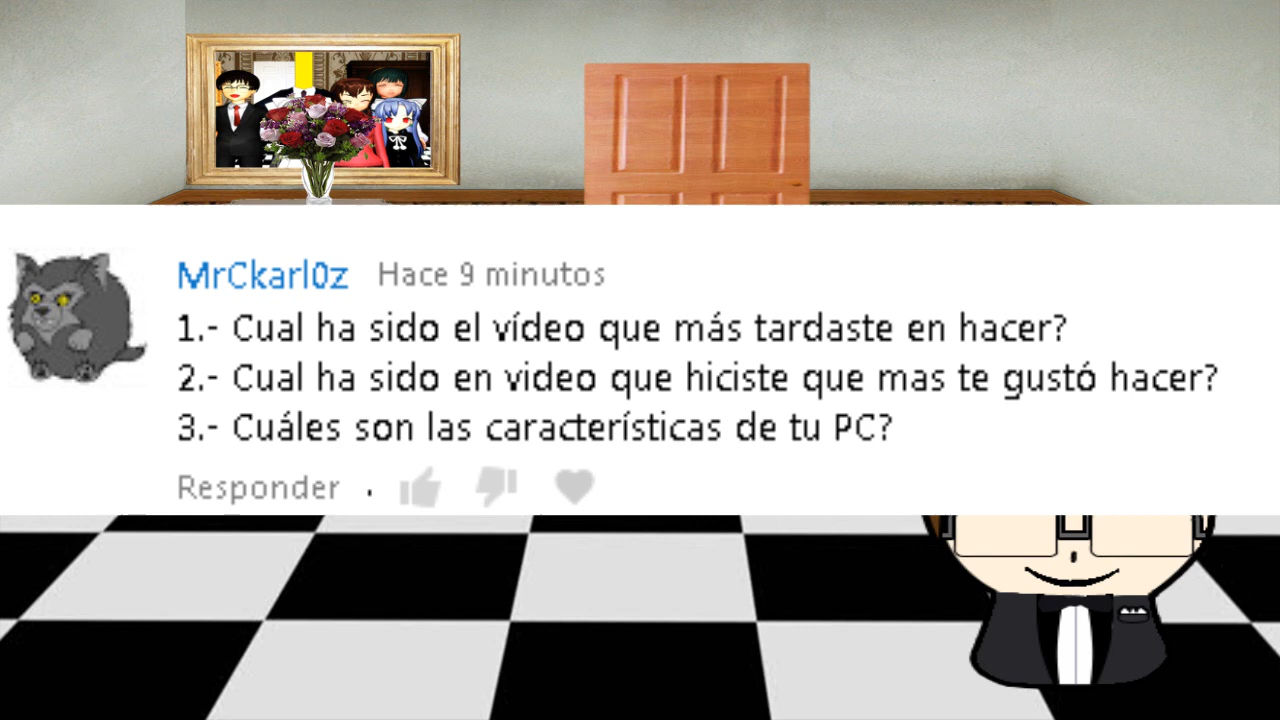 MrCkarl0z Hace 9 minutos
1.- Cual ha sido el vídeo que más tardaste en hacer?
2.- Cual ha sido en video que hiciste que mas te gustó hacer?
3.- Cuáles son las características de tu PC?
Responder .